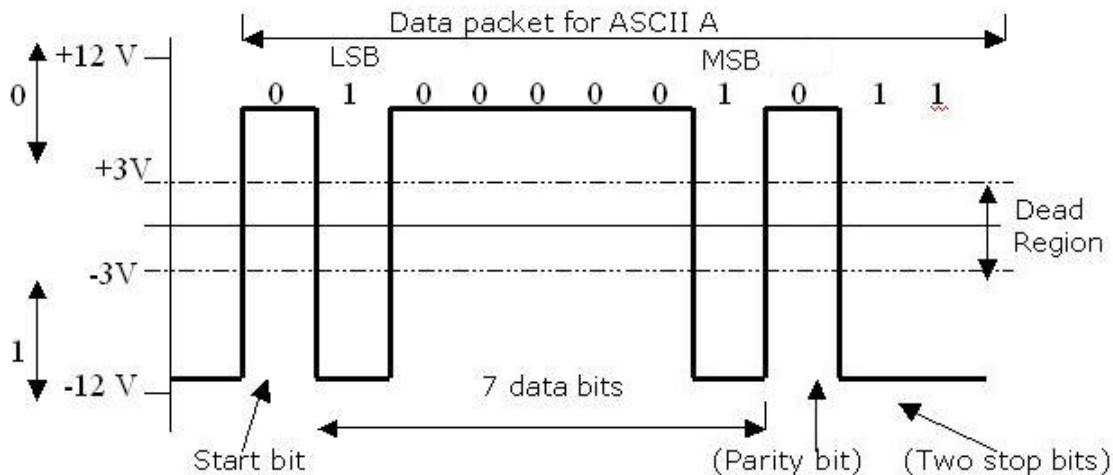 Data packet for ASCII A
+12 V
LSB MSB
0
0 1 0 0 0 0 0 1 0 1 1
+3V
Dead
Region
-3V
1
-12 V
7 data bits
Start bit
(Parity bit)
(Two stop bits)